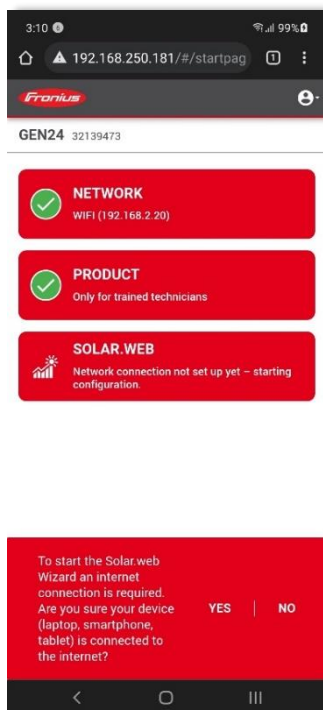 3:10 99%
192.168.250.181/#/startpag 1
Fronius
GEN24 32139473
NETWORK
WIFI (192.168.2.20)
PRODUCT
Only for trained technicians
SOLAR.WEB
Network connection not set up yet – starting
configuration.
To start the Solar.web
Wizard an internet
connection is required.
Are you sure your device
(laptop, smartphone,
tablet) is connected to
the internet?
YES | NO